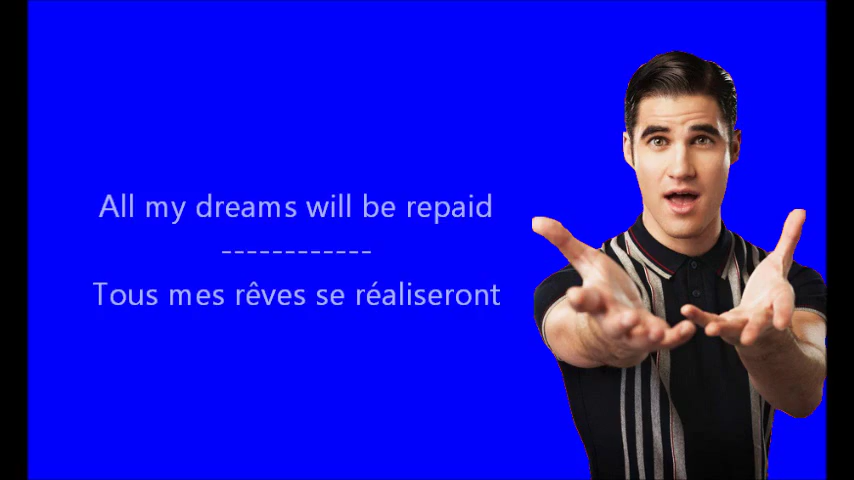 All my dreams will be repaid
------------
Tous mes rêves se réaliseront